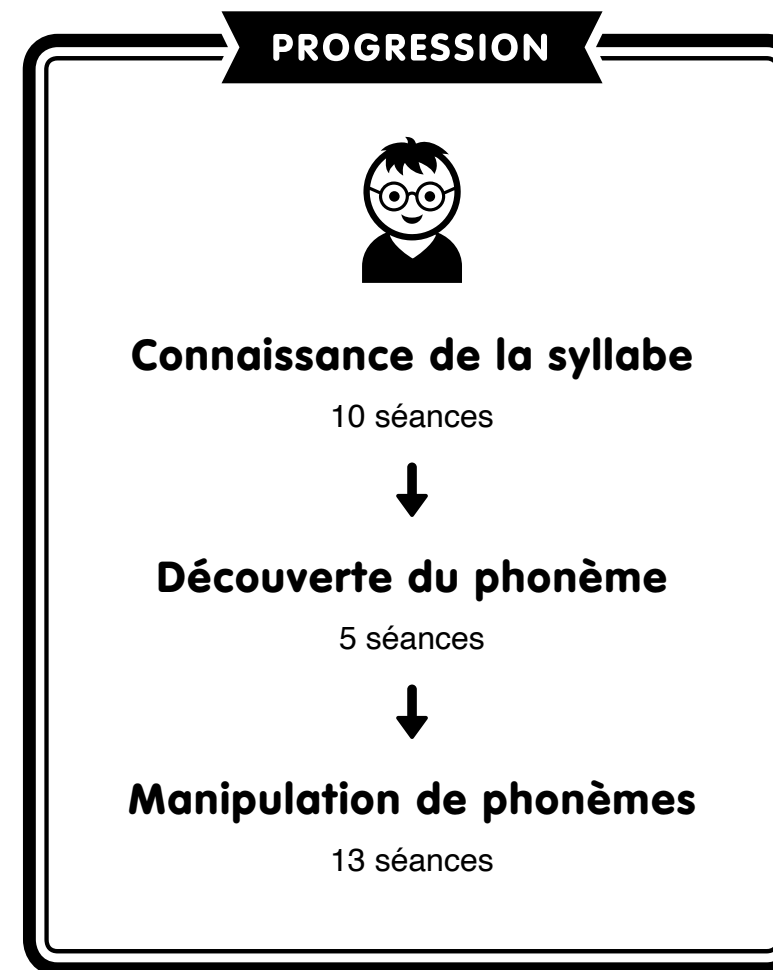 PROGRESSION
Connaissance de la syllabe
10 séances
Découverte du phonème
5 séances
Manipulation de phonèmes
13 séances